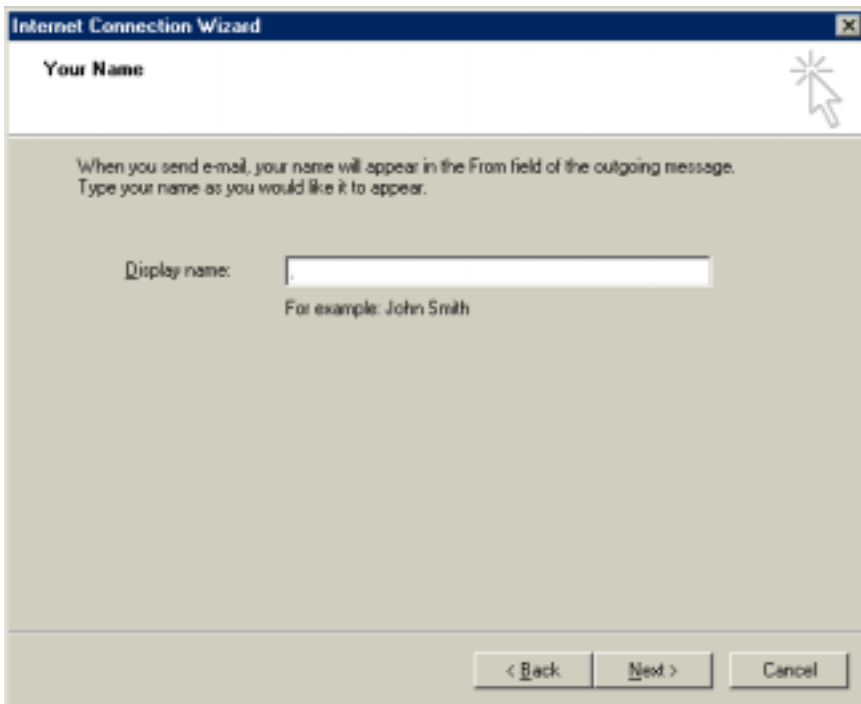 Internet Connection Wizard
Your Name
When you send e-mail, your name will appear in the From field of the outgoing message.
Type your name as you would like it to appear.
Display name:
For example: John Smith
< Back
Next >
Cancel